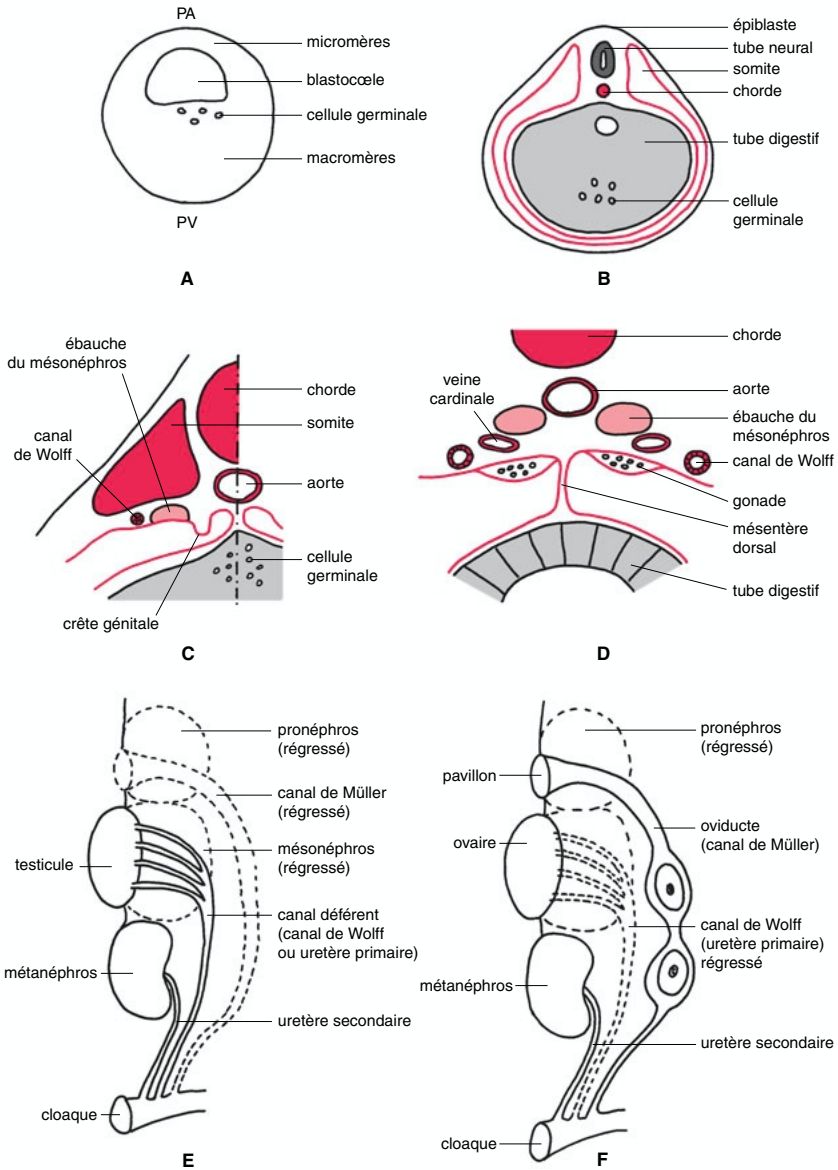 PA
micromères
blastocœle
cellule germinale
macromères
PV
A
épiblaste
tube neural
somite
chorde
tube digestif
cellule
germinale
B
ébauche
du mésonéphros
canal
de Wolff
chorde
somite
aorte
cellule
germinale
crête génitale
C
chorde
veine
cardinale
aorte
ébauche du
mésonéphros
canal de Wolff
gonade
mésentère
dorsal
tube digestif
D
pronéphros
(régressé)
canal de Müller
(régressé)
testicule
mésonéphros
(régressé)
canal déférent
(canal de Wolff
ou uretère primaire)
métanéphros
uretère secondaire
cloaque
E
pronéphros
(régressé)
pavillon
ovaire
oviducte
(canal de Müller)
canal de Wolff
(uretère primaire)
régressé
métanéphros
uretère secondaire
cloaque
F